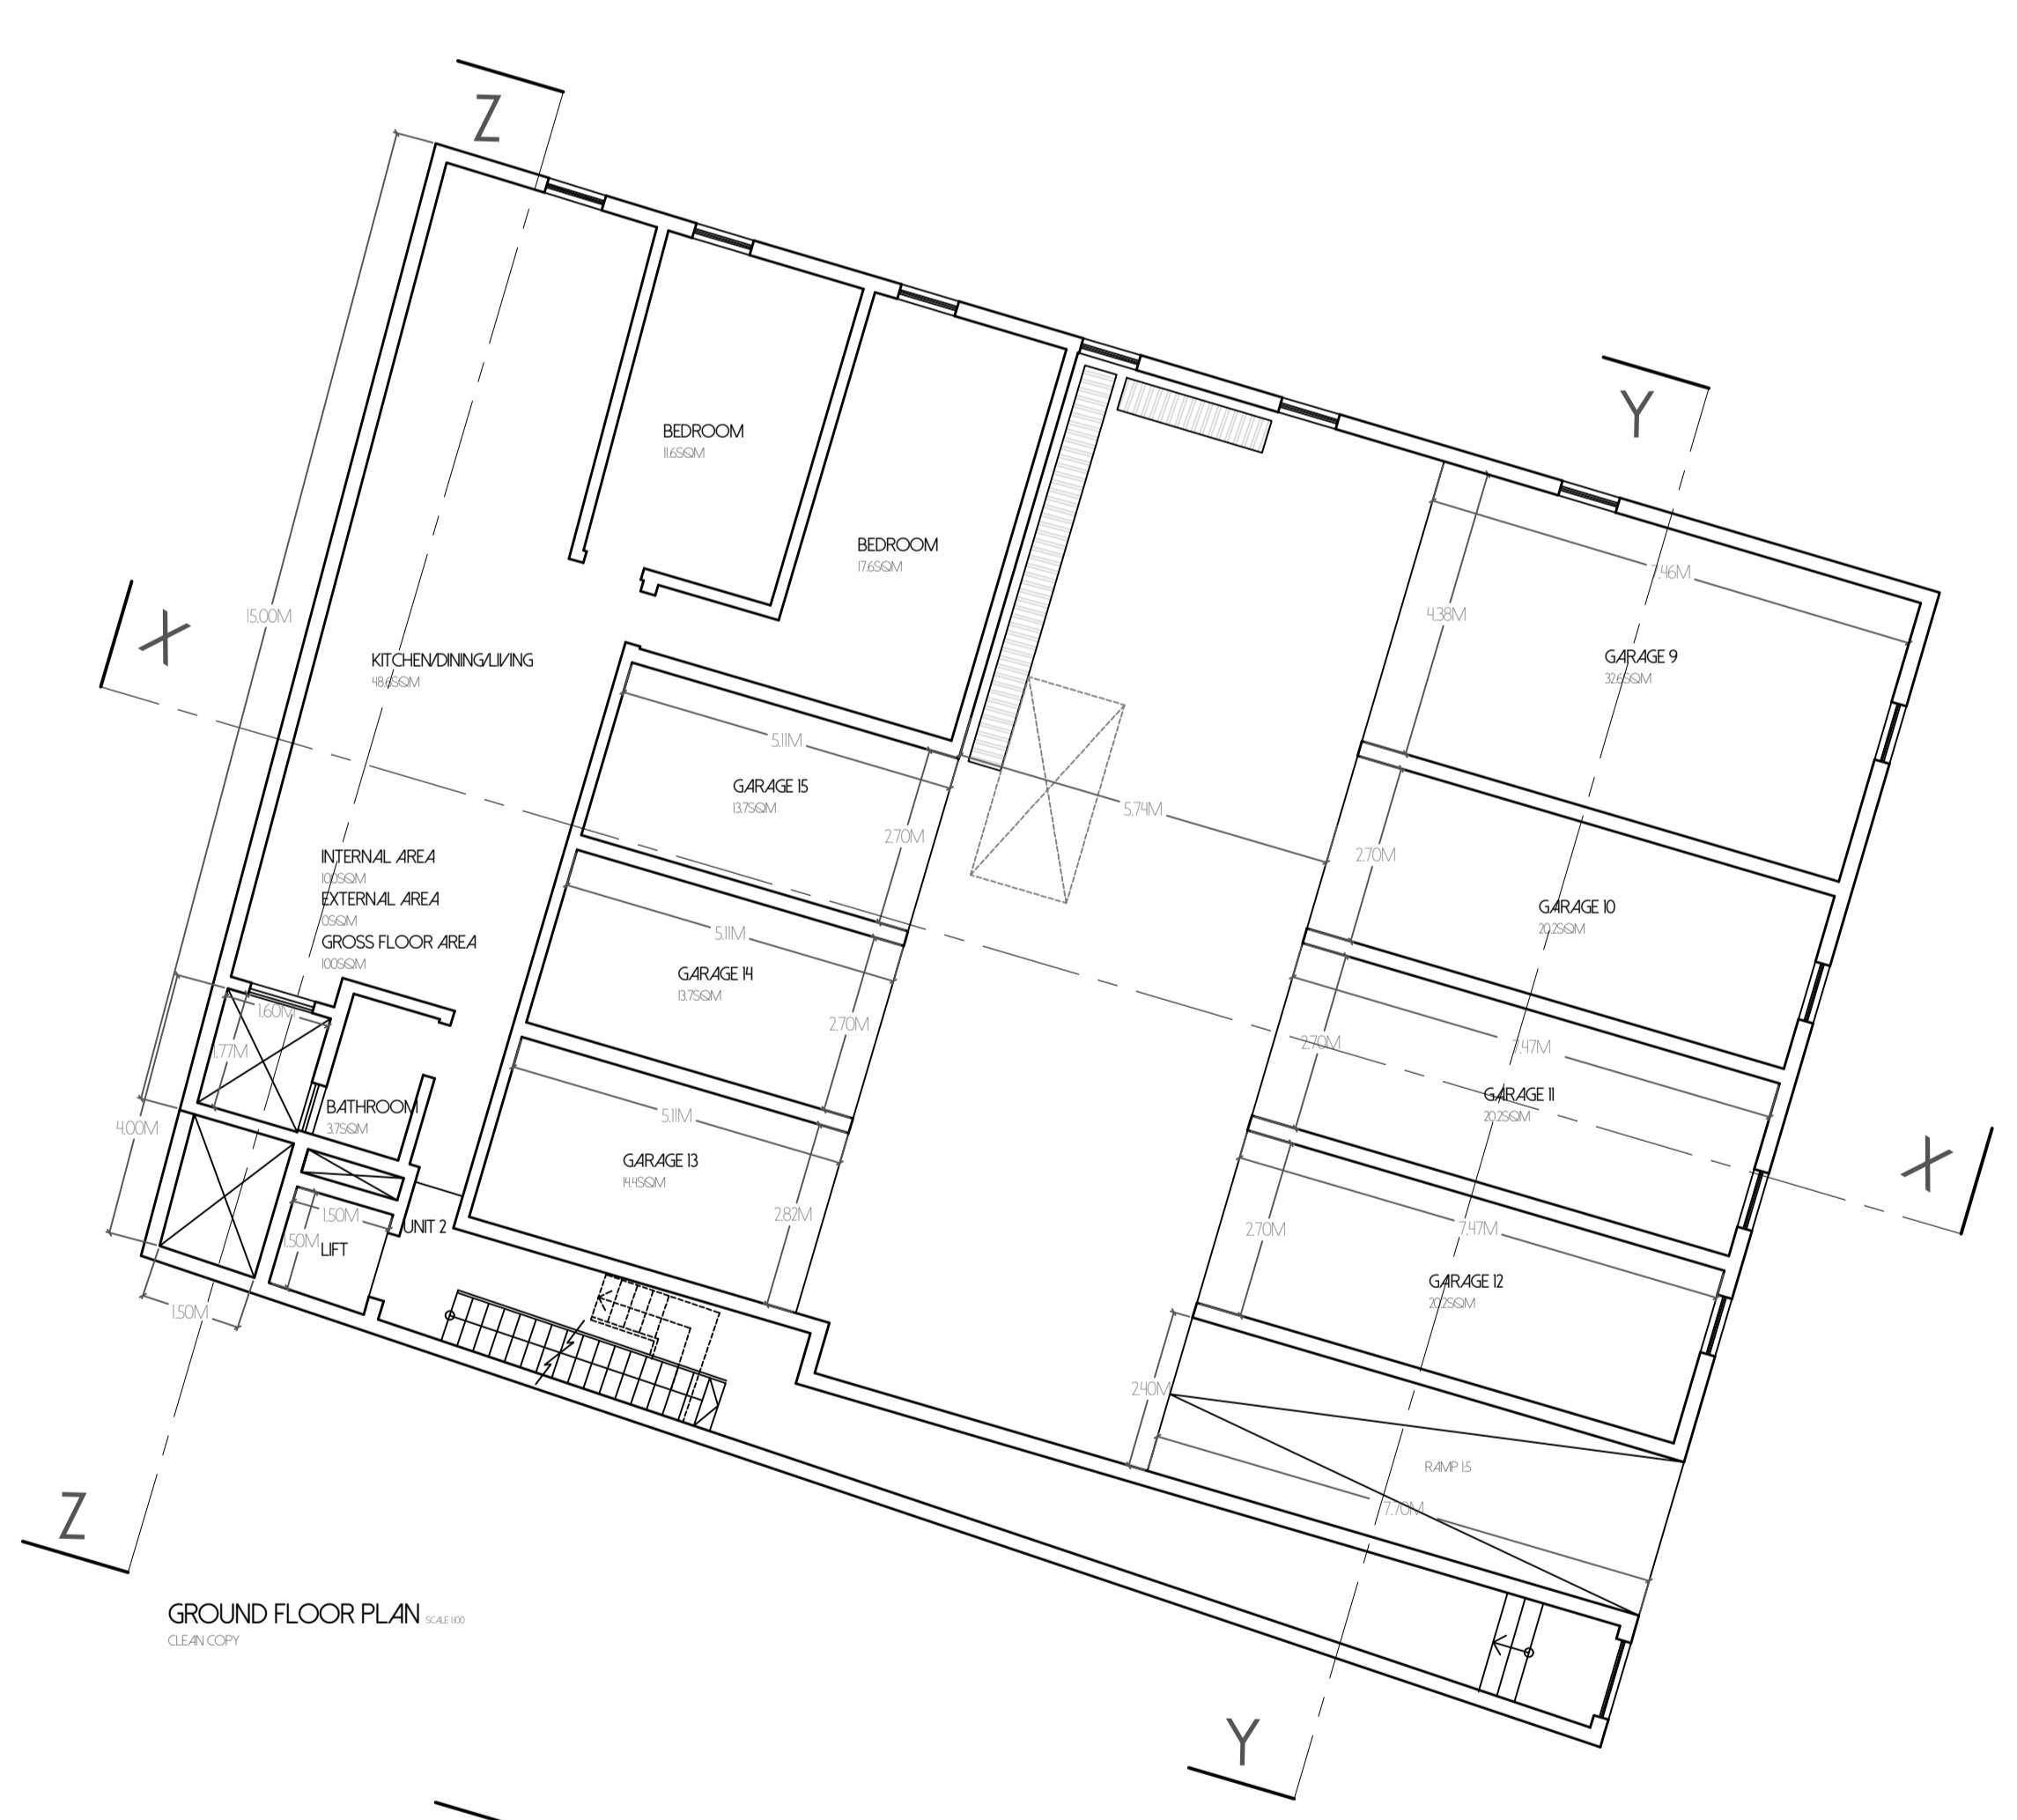 Z
Y
BEDROOM
11.6SQM
BEDROOM
17.6SQM
7.46M
15.00M
4.38M
X
KITCHEN/DINING/LIVING
48.6SQM
GARAGE 9
32.6SQM
5.11M
GARAGE 15
13.7SQM
5.74M
2.70M
2.70M
INTERNAL AREA
100SQM
EXTERNAL AREA
0SQM
GROSS FLOOR AREA
100SQM
GARAGE 10
20.2SQM
5.11M
GARAGE 14
13.7SQM
1.60M
2.70M
2.70M
7.47M
1.77M
GARAGE 11
20.2SQM
BATHROOM
3.7SQM
5.11M
4.00M
GARAGE 13
14.4SQM
X
1.50M
UNIT 2
2.82M
2.70M
7.47M
1.50M
LIFT
GARAGE 12
20.2SQM
1.50M
2.40M
RAMP 1:5
7.70M
Z
GROUND FLOOR PLAN SCALE 1:100
CLEAN COPY
Y